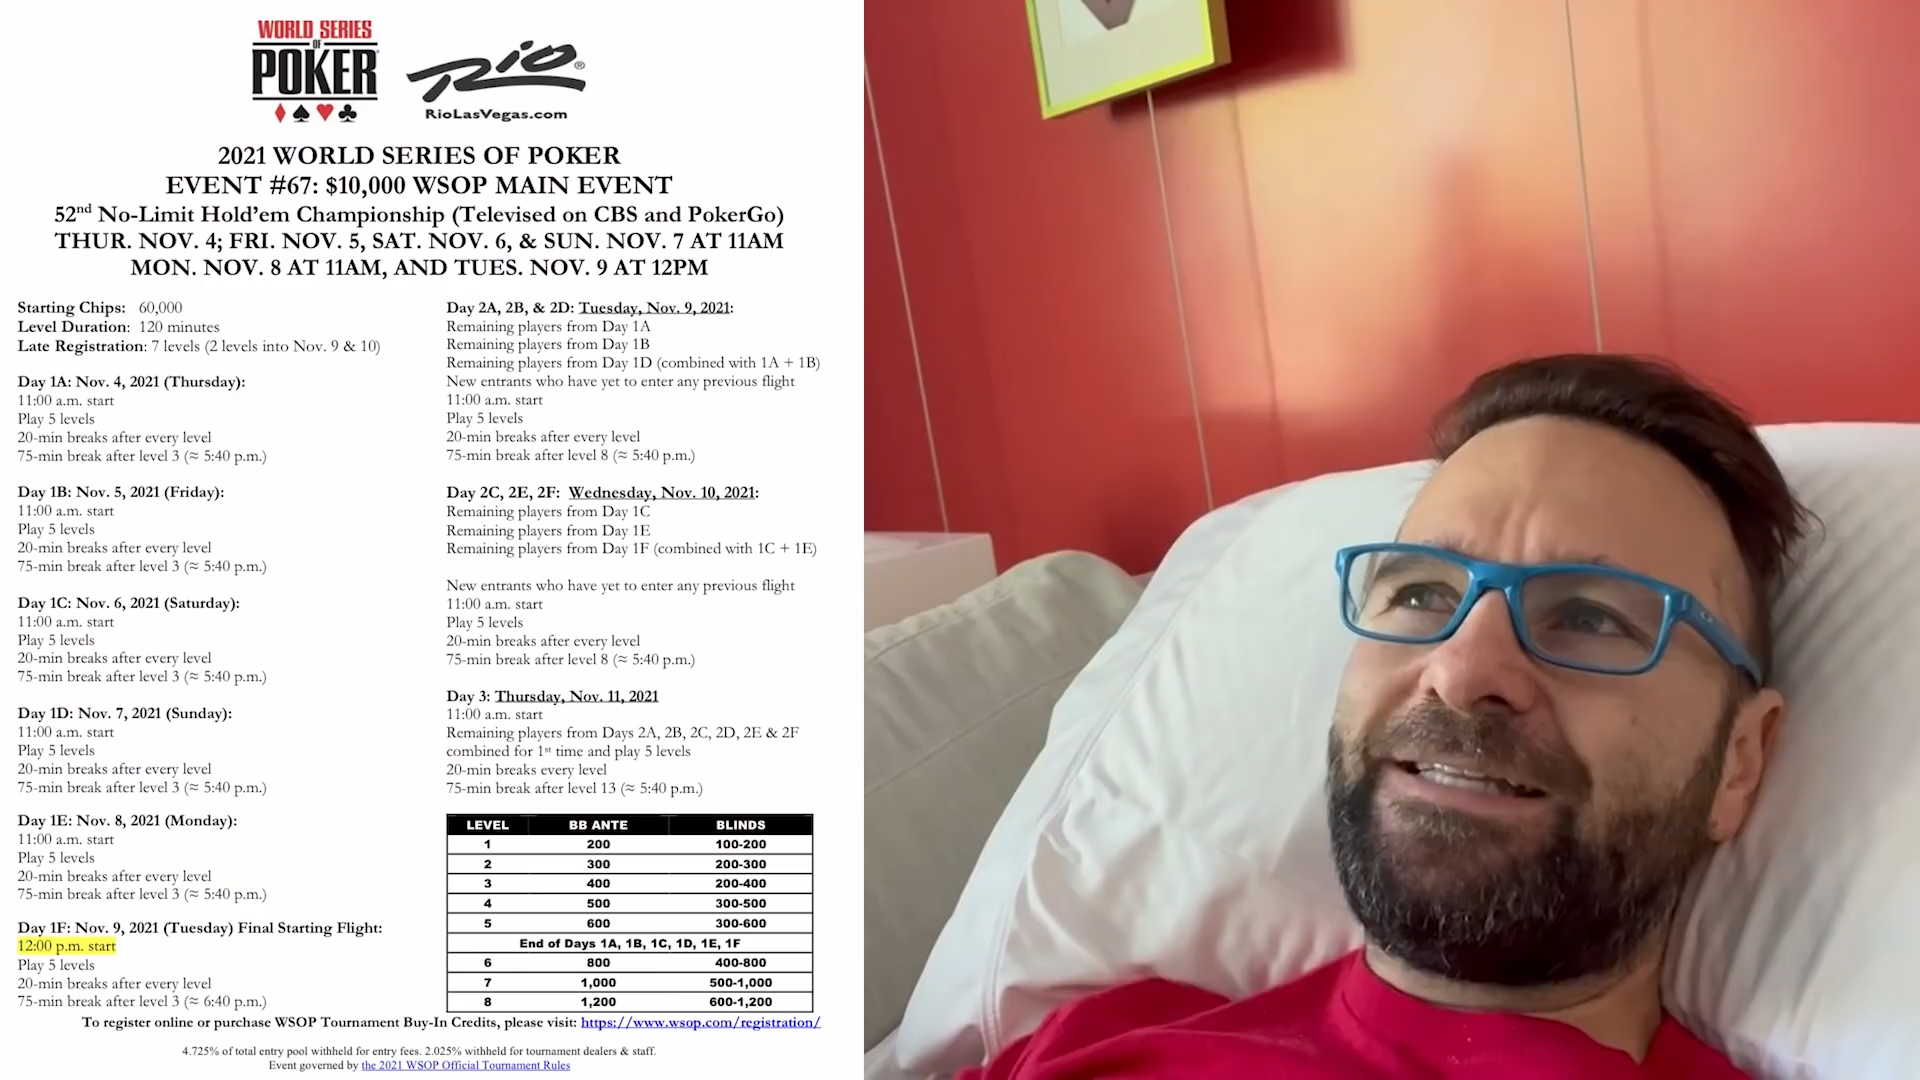 WORLD SERIES
OF
POKER
Rio®
RioLasVegas.com
2021 WORLD SERIES OF POKER
EVENT #67: $10,000 WSOP MAIN EVENT
52nd No-Limit Hold’em Championship (Televised on CBS and PokerGo)
THUR. NOV. 4; FRI. NOV. 5, SAT. NOV. 6, & SUN. NOV. 7 AT 11AM
MON. NOV. 8 AT 11AM, AND TUES. NOV. 9 AT 12PM
Starting Chips: 60,000
Level Duration: 120 minutes
Late Registration: 7 levels (2 levels into Nov. 9 & 10)
Day 1A: Nov. 4, 2021 (Thursday):
11:00 a.m. start
Play 5 levels
20-min breaks after every level
75-min break after level 3 (≈ 5:40 p.m.)
Day 1B: Nov. 5, 2021 (Friday):
11:00 a.m. start
Play 5 levels
20-min breaks after every level
75-min break after level 3 (≈ 5:40 p.m.)
Day 1C: Nov. 6, 2021 (Saturday):
11:00 a.m. start
Play 5 levels
20-min breaks after every level
75-min break after level 3 (≈ 5:40 p.m.)
Day 1D: Nov. 7, 2021 (Sunday):
11:00 a.m. start
Play 5 levels
20-min breaks after every level
75-min break after level 3 (≈ 5:40 p.m.)
Day 1E: Nov. 8, 2021 (Monday):
11:00 a.m. start
Play 5 levels
20-min breaks after every level
75-min break after level 3 (≈ 5:40 p.m.)
Day 1F: Nov. 9, 2021 (Tuesday) Final Starting Flight:
12:00 p.m. start
Play 5 levels
20-min breaks after every level
75-min break after level 3 (≈ 6:40 p.m.)
Day 2A, 2B, & 2D: Tuesday, Nov. 9, 2021:
Remaining players from Day 1A
Remaining players from Day 1B
Remaining players from Day 1D (combined with 1A + 1B)
New entrants who have yet to enter any previous flight
11:00 a.m. start
Play 5 levels
20-min breaks after every level
75-min break after level 8 (≈ 5:40 p.m.)
Day 2C, 2E, 2F: Wednesday, Nov. 10, 2021:
Remaining players from Day 1C
Remaining players from Day 1E
Remaining players from Day 1F (combined with 1C + 1E)
New entrants who have yet to enter any previous flight
11:00 a.m. start
Play 5 levels
20-min breaks after every level
75-min break after level 8 (≈ 5:40 p.m.)
Day 3: Thursday, Nov. 11, 2021
11:00 a.m. start
Remaining players from Days 2A, 2B, 2C, 2D, 2E & 2F
combined for 1st time and play 5 levels
20-min breaks every level
75-min break after level 13 (≈ 5:40 p.m.)
LEVEL BB ANTE BLINDS
1 200 100-200
2 300 200-300
3 400 200-400
4 500 300-500
5 600 300-600
End of Days 1A, 1B, 1C, 1D, 1E, 1F
6 800 400-800
7 1,000 500-1,000
8 1,200 600-1,200
To register online or purchase WSOP Tournament Buy-In Credits, please visit: https://www.wsop.com/registration/
4.725% of total entry pool withheld for entry fees. 2.025% withheld for tournament dealers & staff.
Event governed by the 2021 WSOP Official Tournament Rules